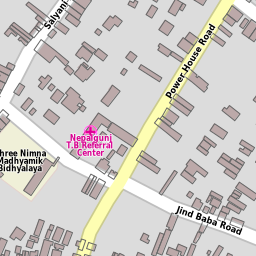 Salyani
Power House Road
Nepalgunj
T.B Referral
Center
hree Nimna
Madhyamik
Bidhyalaya
Jind Baba Road